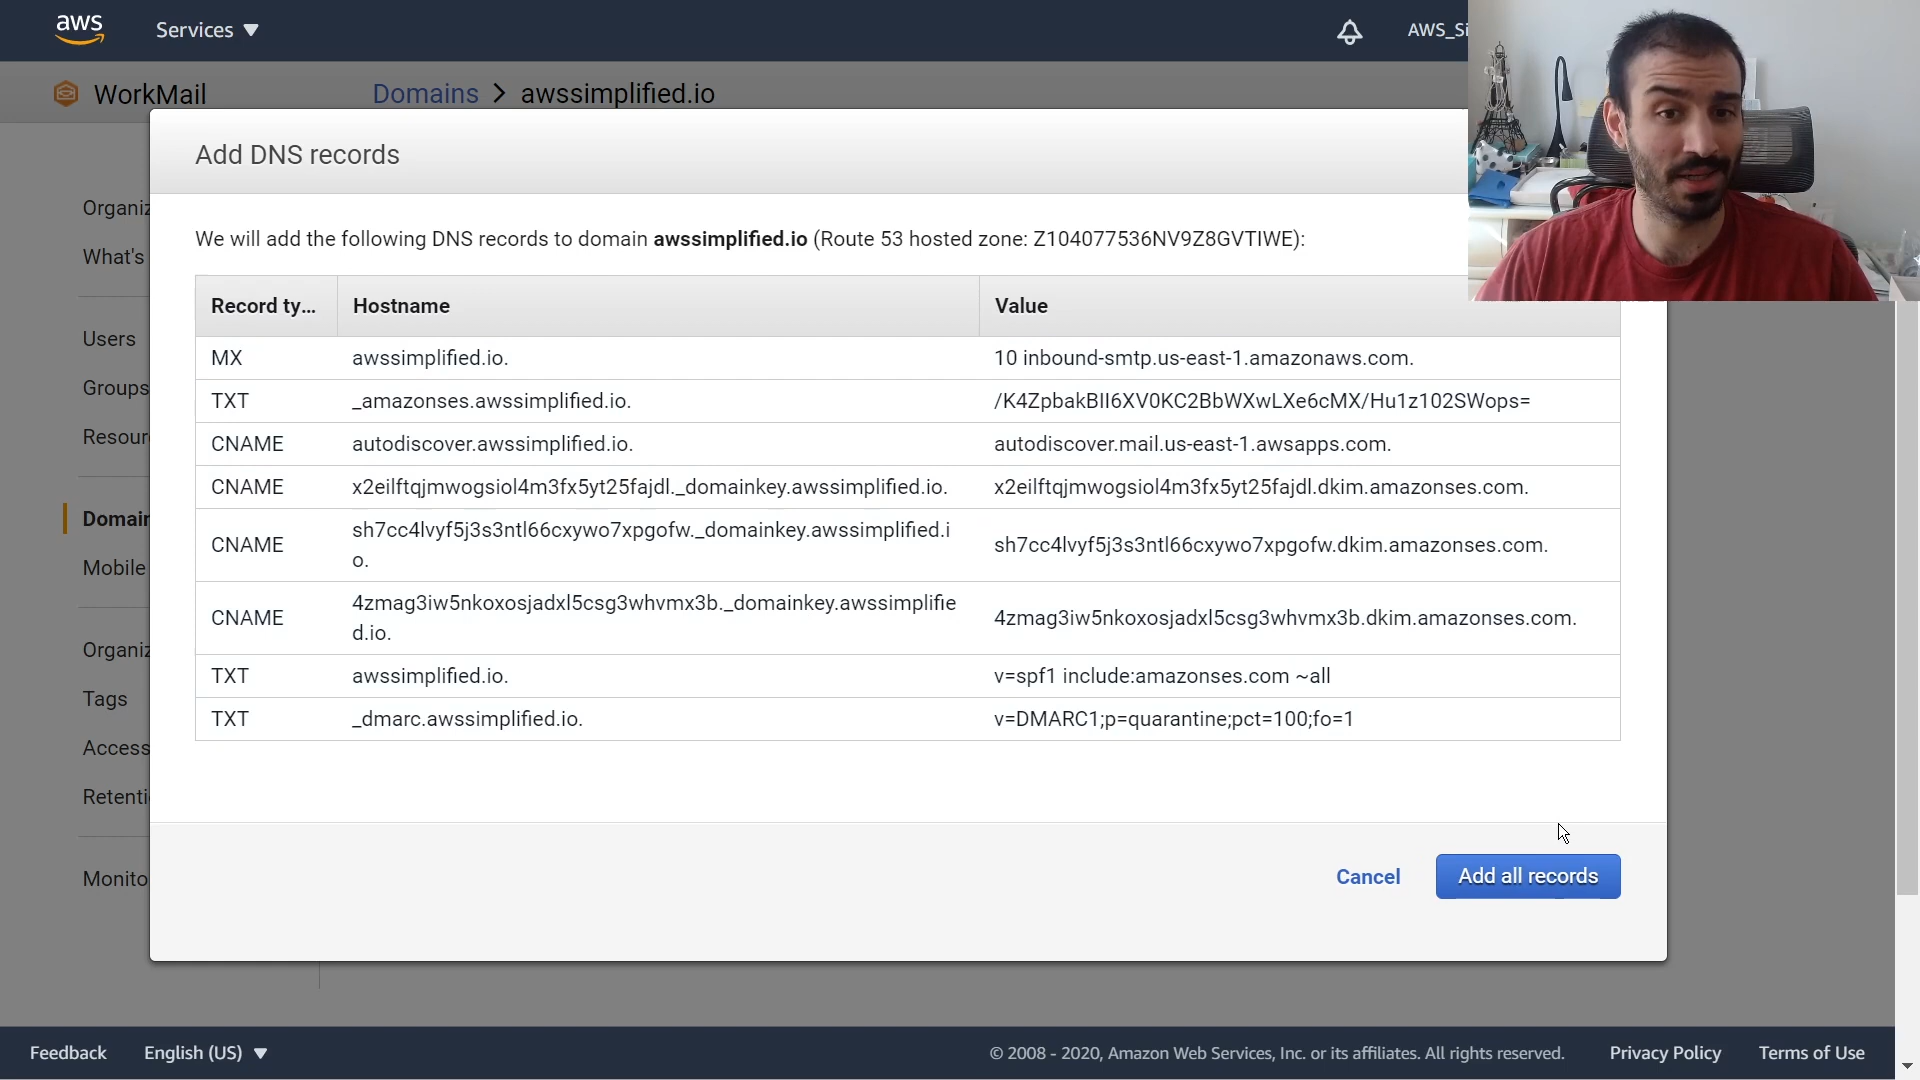 aws Services AWS_Si
WorkMail Domains > awssimplified.io
Add DNS records
We will add the following DNS records to domain awssimplified.io (Route 53 hosted zone: Z104077536NV9Z8GVTIWE):
Record ty... Hostname Value
MX awssimplified.io. 10 inbound-smtp.us-east-1.amazonaws.com.
TXT _amazonses.awssimplified.io. /K4ZpbakBII6XV0KC2BbWXwLXe6cMX/Hu1z102SWops=
CNAME autodiscover.awssimplified.io. autodiscover.mail.us-east-1.awsapps.com.
CNAME x2eilftqjmwogsiol4m3fx5yt25fajdl._domainkey.awssimplified.io. x2eilftqjmwogsiol4m3fx5yt25fajdl.dkim.amazonses.com.
CNAME sh7cc4lvyf5j3s3ntl66cxywo7xpgofw._domainkey.awssimplified.i
o. sh7cc4lvyf5j3s3ntl66cxywo7xpgofw.dkim.amazonses.com.
CNAME 4zmag3iw5nkoxosjadxl5csg3whvmx3b._domainkey.awssimplifie
d.io. 4zmag3iw5nkoxosjadxl5csg3whvmx3b.dkim.amazonses.com.
TXT awssimplified.io. v=spf1 include:amazonses.com ~all
TXT _dmarc.awssimplified.io. v=DMARC1;p=quarantine;pct=100;fo=1
Cancel Add all records
Organiz
What's
Users
Groups
Resour
Domain
Mobile
Organiz
Tags
Access
Retenti
Monito
Feedback English (US) © 2008 - 2020, Amazon Web Services, Inc. or its affiliates. All rights reserved. Privacy Policy Terms of Use